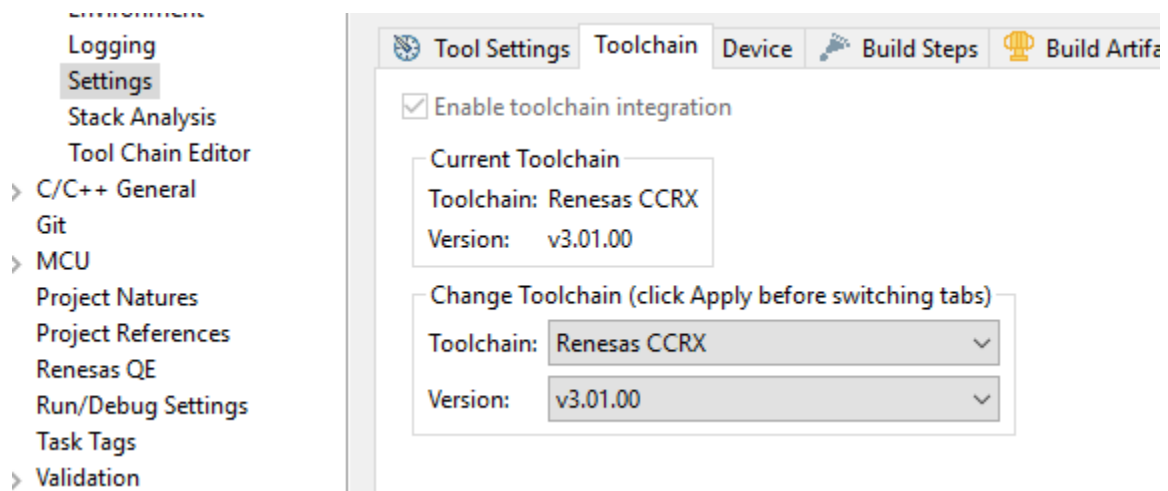 Logging
Settings
Stack Analysis
Tool Chain Editor
C/C++ General
Git
MCU
Project Natures
Project References
Renesas QE
Run/Debug Settings
Task Tags
Validation
Tool Settings Toolchain Device Build Steps Build Artifa
Enable toolchain integration
Current Toolchain
Toolchain: Renesas CCRX
Version: v3.01.00
Change Toolchain (click Apply before switching tabs)
Toolchain: Renesas CCRX
Version: v3.01.00